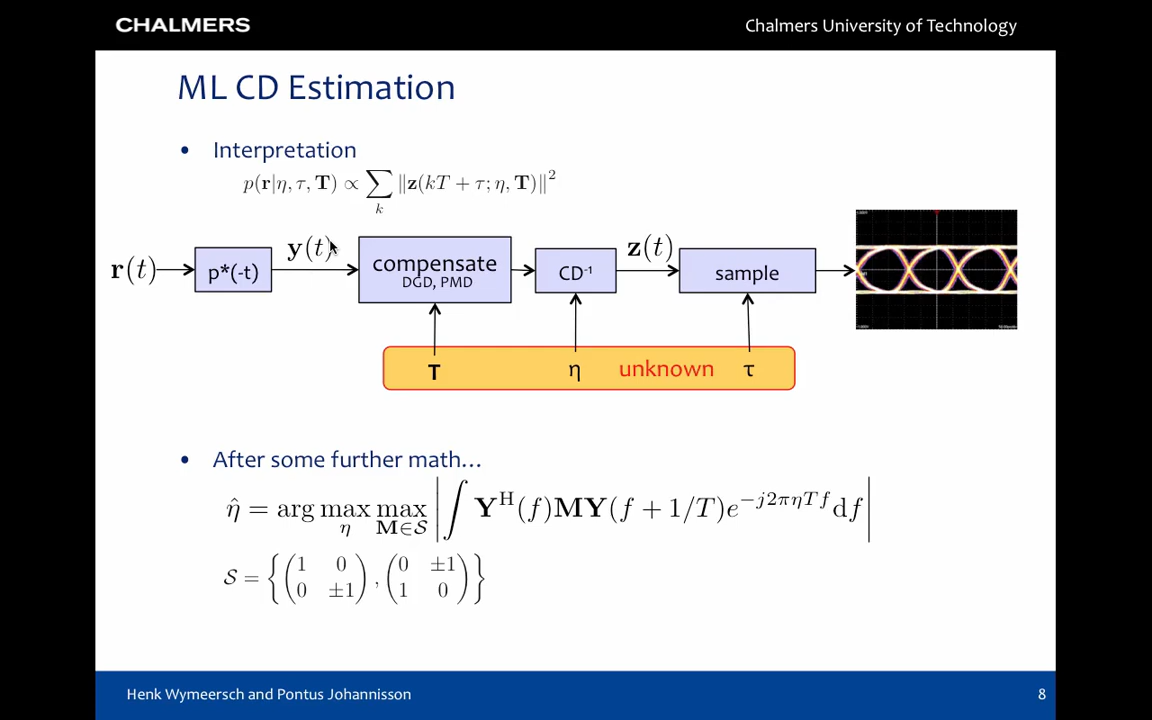 CHALMERS
Chalmers University of Technology
ML CD Estimation
• Interpretation
p(r|η, τ, T) ∝ ∑_k ‖z(kT + τ; η, T)‖²
r(t)
p*(-t)
y(t)
compensate
DGD, PMD
CD⁻¹
z(t)
sample
T
η
unknown
τ
• After some further math…
η̂ = arg max_η max_{M∈S} | ∫ Y^H(f)MY(f + 1/T)e^{−j2πηTf}df |
S = { ( 1 0 ; 0 ±1 ) , ( 0 ±1 ; 1 0 ) }
Henk Wymeersch and Pontus Johannisson
8